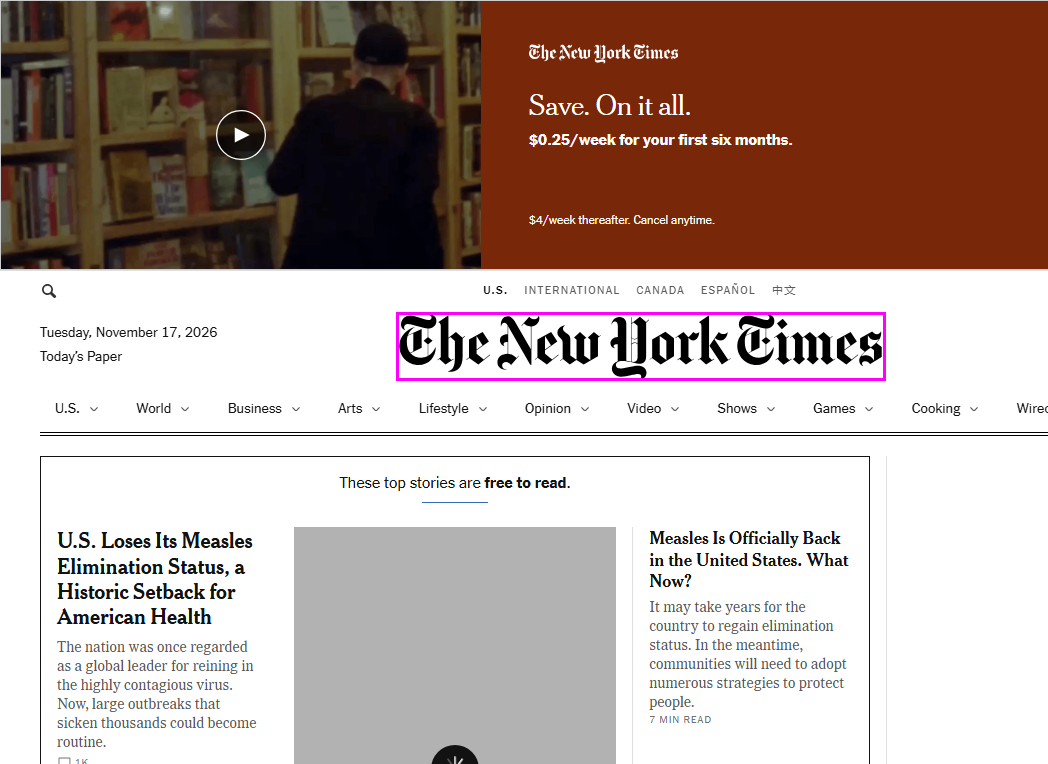 The New York Times
Save. On it all.
$0.25/week for your first six months.
$4/week thereafter. Cancel anytime.
U.S. INTERNATIONAL CANADA ESPAÑOL 中文
Tuesday, November 17, 2026
Today's Paper
The New York Times
U.S. World Business Arts Lifestyle Opinion Video Shows Games Cooking
These top stories are free to read.
U.S. Loses Its Measles
Elimination Status, a
Historic Setback for
American Health
The nation was once regarded
as a global leader for reining in
the highly contagious virus.
Now, large outbreaks that
sicken thousands could become
routine.
1K
Measles Is Officially Back
in the United States. What
Now?
It may take years for the
country to regain elimination
status. In the meantime,
communities will need to adopt
numerous strategies to protect
people.
7 MIN READ